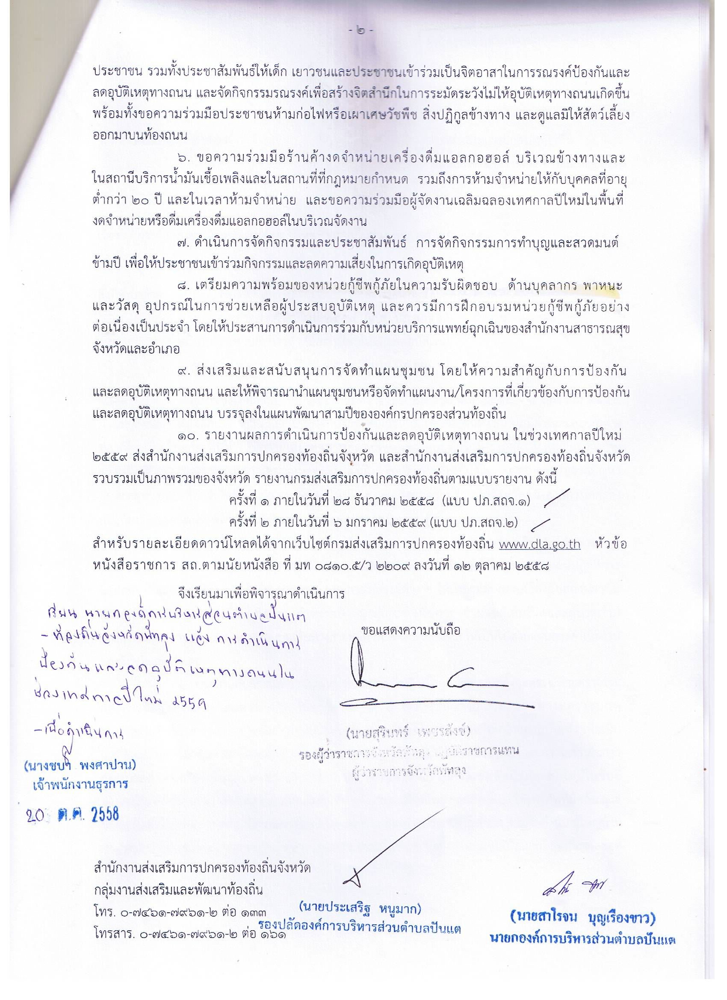 - ๒ -
ประชาชน รวมทั้งประชาสัมพันธ์ให้เด็ก เยาวชนและประชาชนเข้าร่วมเป็นจิตอาสาในการรณรงค์ป้องกันและ
ลดอุบัติเหตุทางถนน และจัดกิจกรรมรณรงค์เพื่อสร้างจิตสำนึกในการระมัดระวังไม่ให้อุบัติเหตุทางถนนเกิดขึ้น
พร้อมทั้งขอความร่วมมือประชาชนห้ามก่อไฟหรือเผาเศษวัชพืช สิ่งปฏิกูลข้างทาง และดูแลมิให้สัตว์เลี้ยง
ออกมาบนท้องถนน
๖. ขอความร่วมมือร้านค้างดจำหน่ายเครื่องดื่มแอลกอฮอล์ บริเวณข้างทางและ
ในสถานีบริการน้ำมันเชื้อเพลิงและในสถานที่ที่กฎหมายกำหนด รวมถึงการห้ามจำหน่ายให้กับบุคคลที่อายุ
ต่ำกว่า ๒๐ ปี และในเวลาห้ามจำหน่าย และขอความร่วมมือผู้จัดงานเฉลิมฉลองเทศกาลปีใหม่ในพื้นที่
งดจำหน่ายหรือดื่มเครื่องดื่มแอลกอฮอล์ในบริเวณจัดงาน
๗. ดำเนินการจัดกิจกรรมและประชาสัมพันธ์ การจัดกิจกรรมการทำบุญและสวดมนต์
ข้ามปี เพื่อให้ประชาชนเข้าร่วมกิจกรรมและลดความเสี่ยงในการเกิดอุบัติเหตุ
๘. เตรียมความพร้อมของหน่วยกู้ชีพกู้ภัยในความรับผิดชอบ ด้านบุคลากร พาหนะ
และวัสดุ อุปกรณ์ในการช่วยเหลือผู้ประสบอุบัติเหตุ และควรมีการฝึกอบรมหน่วยกู้ชีพกู้ภัยอย่าง
ต่อเนื่องเป็นประจำ โดยให้ประสานการดำเนินการร่วมกับหน่วยบริการแพทย์ฉุกเฉินของสำนักงานสาธารณสุข
จังหวัดและอำเภอ
๙. ส่งเสริมและสนับสนุนการจัดทำแผนชุมชน โดยให้ความสำคัญกับการป้องกัน
และลดอุบัติเหตุทางถนน และให้พิจารณานำแผนชุมชนหรือจัดทำแผนงาน/โครงการที่เกี่ยวข้องกับการป้องกัน
และลดอุบัติเหตุทางถนน บรรจุลงในแผนพัฒนาสามปีขององค์กรปกครองส่วนท้องถิ่น
๑๐. รายงานผลการดำเนินการป้องกันและลดอุบัติเหตุทางถนน ในช่วงเทศกาลปีใหม่
๒๕๕๙ ส่งสำนักงานส่งเสริมการปกครองท้องถิ่นจังหวัด และสำนักงานส่งเสริมการปกครองท้องถิ่นจังหวัด
รวบรวมเป็นภาพรวมของจังหวัด รายงานกรมส่งเสริมการปกครองท้องถิ่นตามแบบรายงาน ดังนี้
ครั้งที่ ๑ ภายในวันที่ ๒๘ ธันวาคม ๒๕๕๘ (แบบ ปภ.สถจ.๑)
ครั้งที่ ๒ ภายในวันที่ ๖ มกราคม ๒๕๕๙ (แบบ ปภ.สถจ.๒)
สำหรับรายละเอียดดาวน์โหลดได้จากเว็บไซต์กรมส่งเสริมการปกครองท้องถิ่น www.dla.go.th หัวข้อ
หนังสือราชการ สถ.ตามนัยหนังสือ ที่ มท ๐๘๑๐.๕/ว ๒๒๐๙ ลงวันที่ ๑๒ ตุลาคม ๒๕๕๘
จึงเรียนมาเพื่อพิจารณาดำเนินการ
เรียน นายกองค์การบริหารส่วนตำบลปันแต
- ท้องถิ่นจังหวัดพัทลุง แจ้ง การดำเนินการ
ป้องกันและลดอุบัติเหตุทางถนนใน
ช่วงเทศกาลปีใหม่ 2559
- เพื่อดำเนินการ
ขอแสดงความนับถือ
(นายสุรินทร์ เพชรสังข์)
รองผู้ว่าราชการจังหวัดพัทลุง ปฏิบัติราชการแทน
ผู้ว่าราชการจังหวัดพัทลุง
พงศาปาน)
เจ้าพนักงานธุรการ
20 ต.ค. 2558
สำนักงานส่งเสริมการปกครองท้องถิ่นจังหวัด
กลุ่มงานส่งเสริมและพัฒนาท้องถิ่น
โทร. ๐-๗๔๖๑-๗๙๖๑-๒ ต่อ ๑๓๓
โทรสาร. ๐-๗๔๖๑-๗๙๖๑-๒ ต่อ ๑๖๑
(นายประเสริฐ หนูมาก)
รองปลัดองค์การบริหารส่วนตำบลปันแต
(นายสาโรจน บุญเรืองขาว)
นายกองค์การบริหารส่วนตำบลปันแต